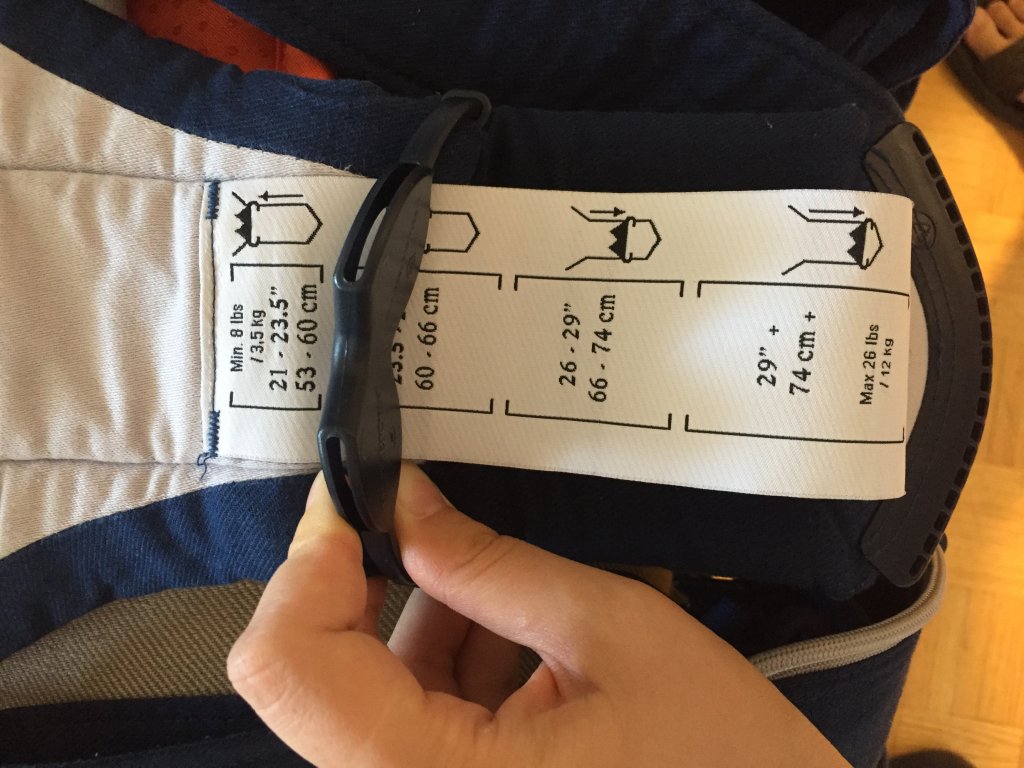 Min. 8 lbs
/ 3.5 kg
21 - 23.5”
53 - 60 cm
60 - 66 cm
26 - 29”
66 - 74 cm
29” +
74 cm +
Max 26 lbs
/ 12 kg